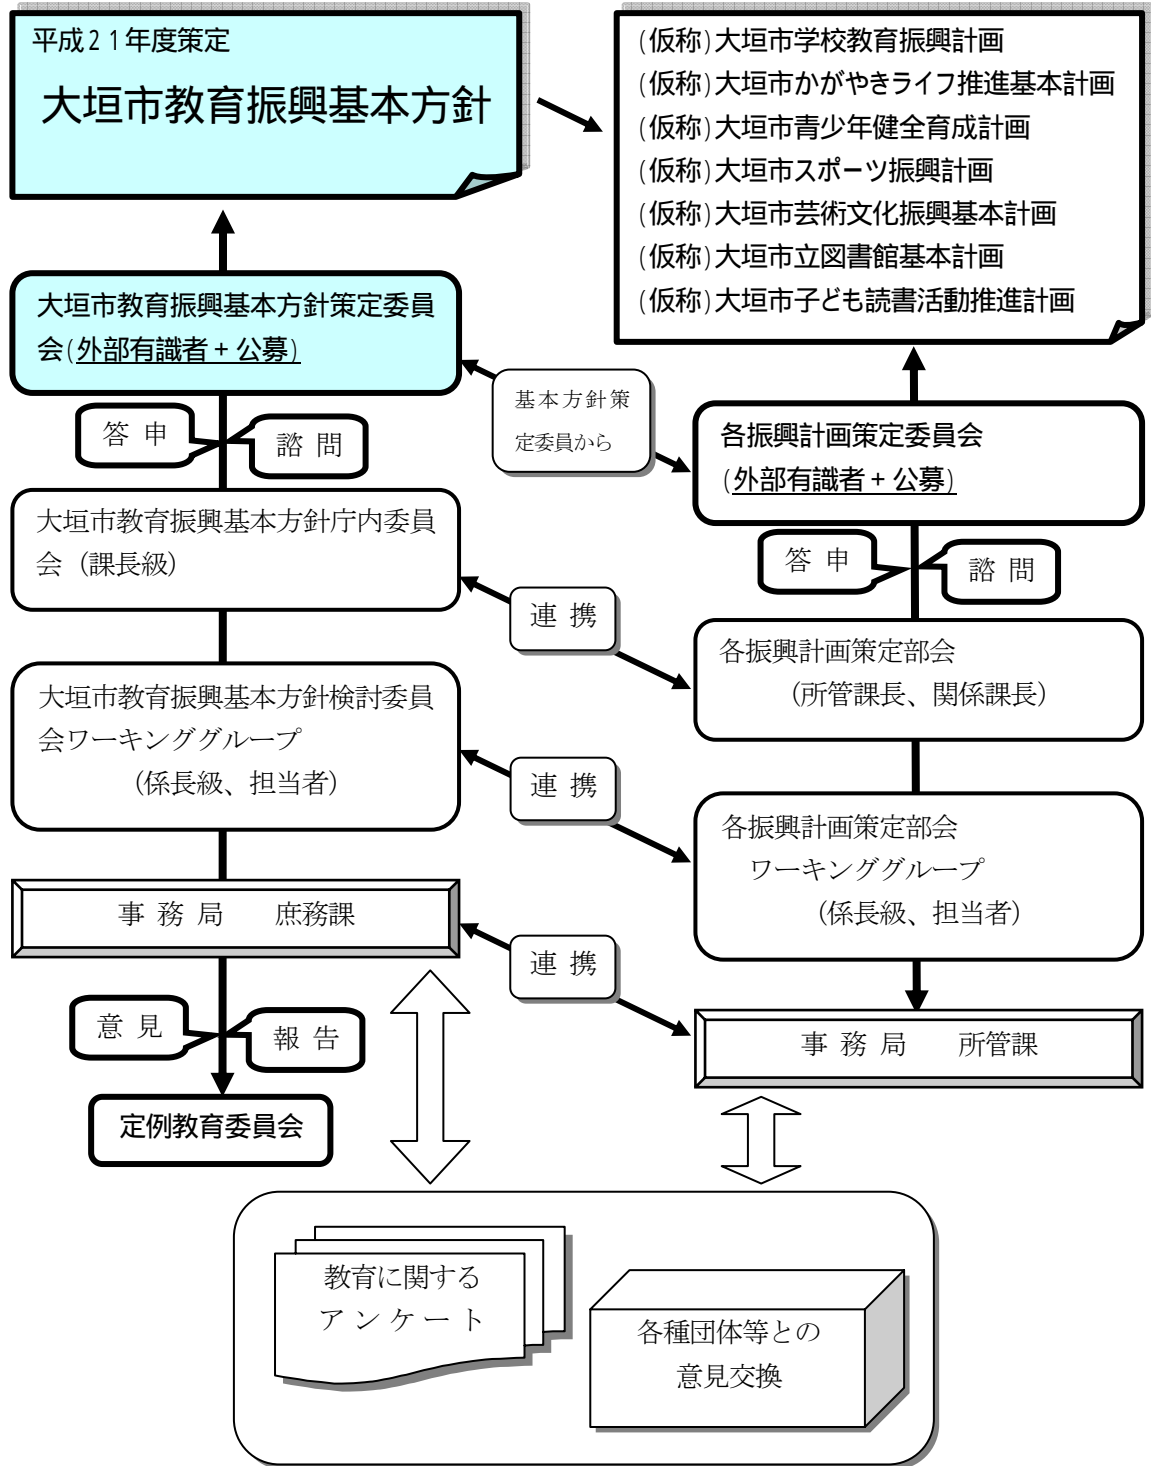 平成21年度策定
大垣市教育振興基本方針
(仮称)大垣市学校教育振興計画
(仮称)大垣市かがやきライフ推進基本計画
(仮称)大垣市青少年健全育成計画
(仮称)大垣市スポーツ振興計画
(仮称)大垣市芸術文化振興基本計画
(仮称)大垣市立図書館基本計画
(仮称)大垣市子ども読書活動推進計画
大垣市教育振興基本方針策定委員
会(外部有識者+公募)
基本方針策
定委員から
各振興計画策定委員会
(外部有識者+公募)
答 申
諮 問
大垣市教育振興基本方針庁内委員
会（課長級）
答 申
諮 問
連 携
各振興計画策定部会
（所管課長、関係課長）
大垣市教育振興基本方針検討委員
会ワーキンググループ
（係長級、担当者）
連 携
各振興計画策定部会
ワーキンググループ
（係長級、担当者）
事 務 局　庶務課
連 携
意 見
報 告
事 務 局　所管課
定例教育委員会
教育に関する
ア ン ケ ー ト
各種団体等との
意見交換